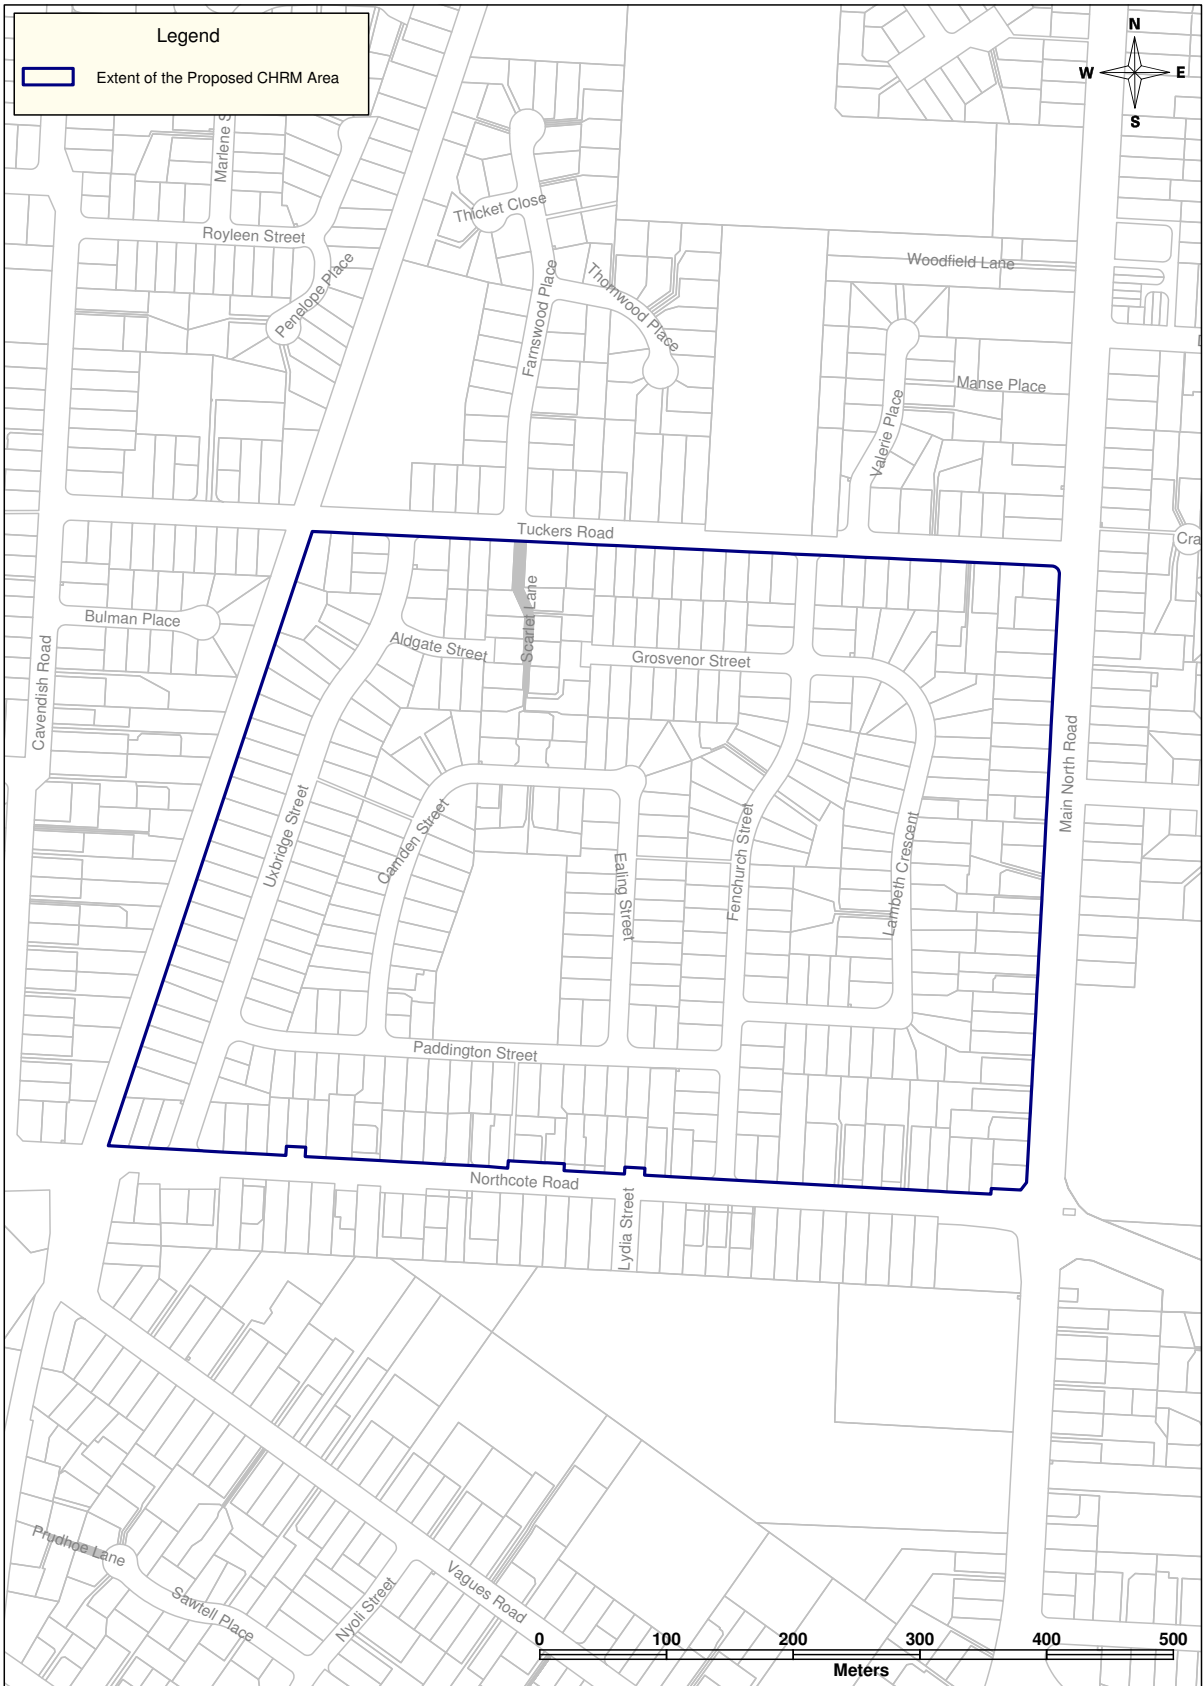 Legend
Extent of the Proposed CHRM Area
N
W E
S
Marlene S
Thicket Close
Royleen Street
Penelope Place
Farnswood Place
Thornwood Place
Woodfield Lane
Manse Place
Valerie Place
Tuckers Road
Cra
Bulman Place
Scarlet Lane
Aldgate Street
Grosvenor Street
Cavendish Road
Main North Road
Uxbridge Street
Camden Street
Ealing Street
Fenchurch Street
Lambeth Crescent
Paddington Street
Northcote Road
Lydia Street
Prudhoe Lane
Sawtell Place
Nyoli Street
Vagues Road
0 100 200 300 400 500
Meters